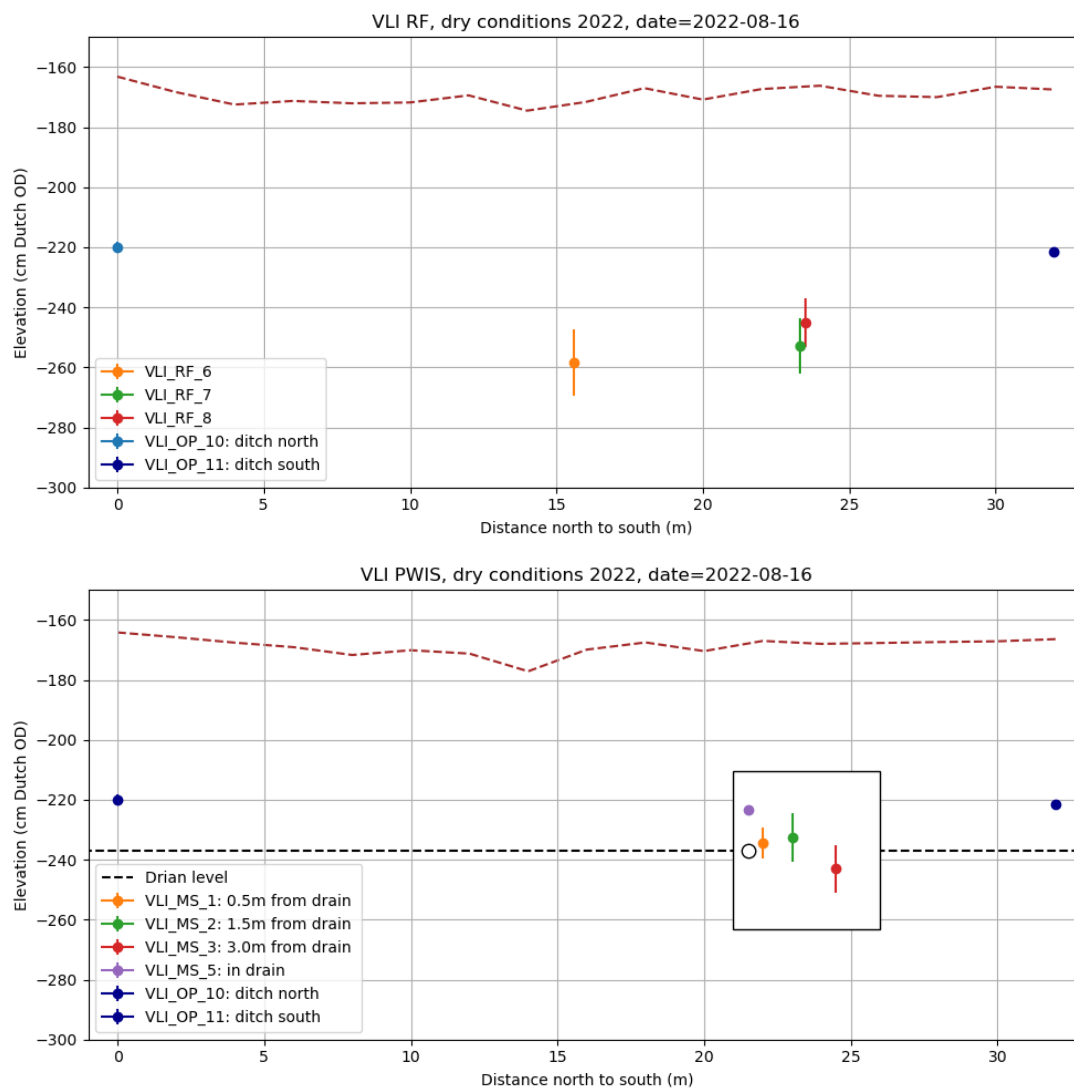 VLI RF, dry conditions 2022, date=2022-08-16
−160
−180
−200
−220
−240
−260
−280
−300
Elevation (cm Dutch OD)
VLI_RF_6
VLI_RF_7
VLI_RF_8
VLI_OP_10: ditch north
VLI_OP_11: ditch south
0 5 10 15 20 25 30
Distance north to south (m)
VLI PWIS, dry conditions 2022, date=2022-08-16
−160
−180
−200
−220
−240
−260
−280
−300
Elevation (cm Dutch OD)
Drian level
VLI_MS_1: 0.5m from drain
VLI_MS_2: 1.5m from drain
VLI_MS_3: 3.0m from drain
VLI_MS_5: in drain
VLI_OP_10: ditch north
VLI_OP_11: ditch south
0 5 10 15 20 25 30
Distance north to south (m)